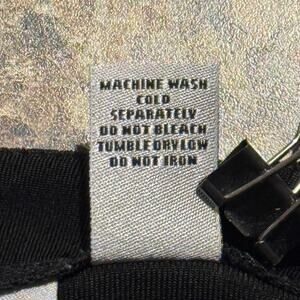 MACHINE WASH
COLD
SEPARATELY
DO NOT BLEACH
TUMBLE DRY LOW
DO NOT IRON